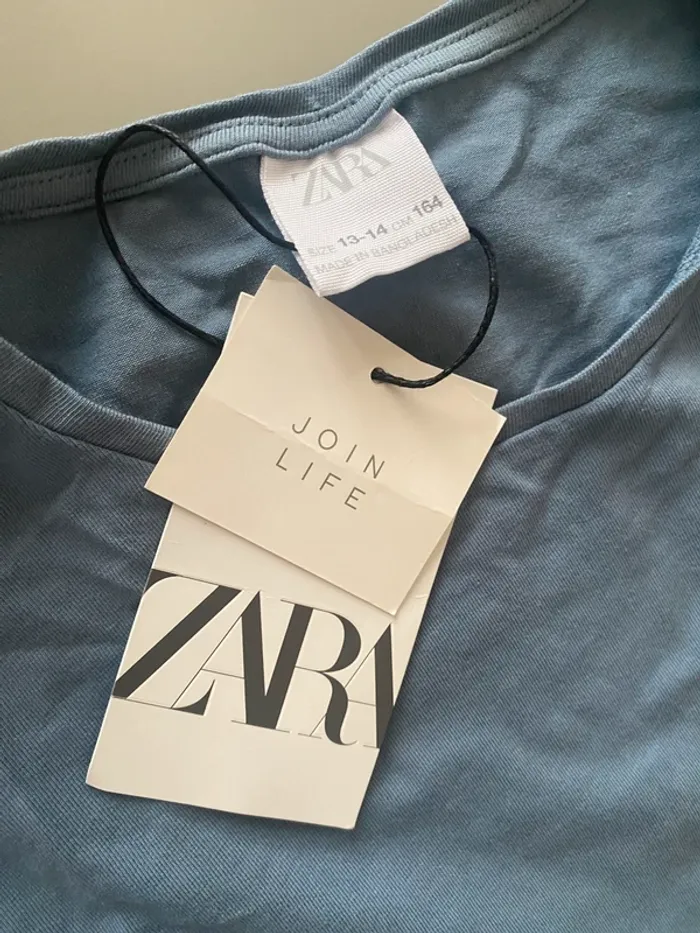 ZARA
SIZE 13-14 CM 164
MADE IN BANGLADESH
JOIN
LIFE
ZARA